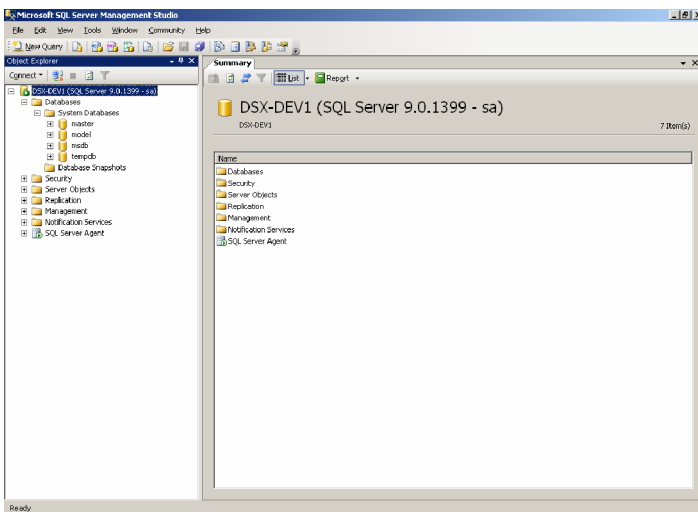 Microsoft SQL Server Management Studio
File Edit View Tools Window Community Help
New Query
Object Explorer
Connect
DSX-DEV1 (SQL Server 9.0.1399 - sa)
Databases
System Databases
master
model
msdb
tempdb
Database Snapshots
Security
Server Objects
Replication
Management
Notification Services
SQL Server Agent
Summary
List Report
DSX-DEV1 (SQL Server 9.0.1399 - sa)
DSX-DEV1 7 Item(s)
Name
Databases
Security
Server Objects
Replication
Management
Notification Services
SQL Server Agent
Ready